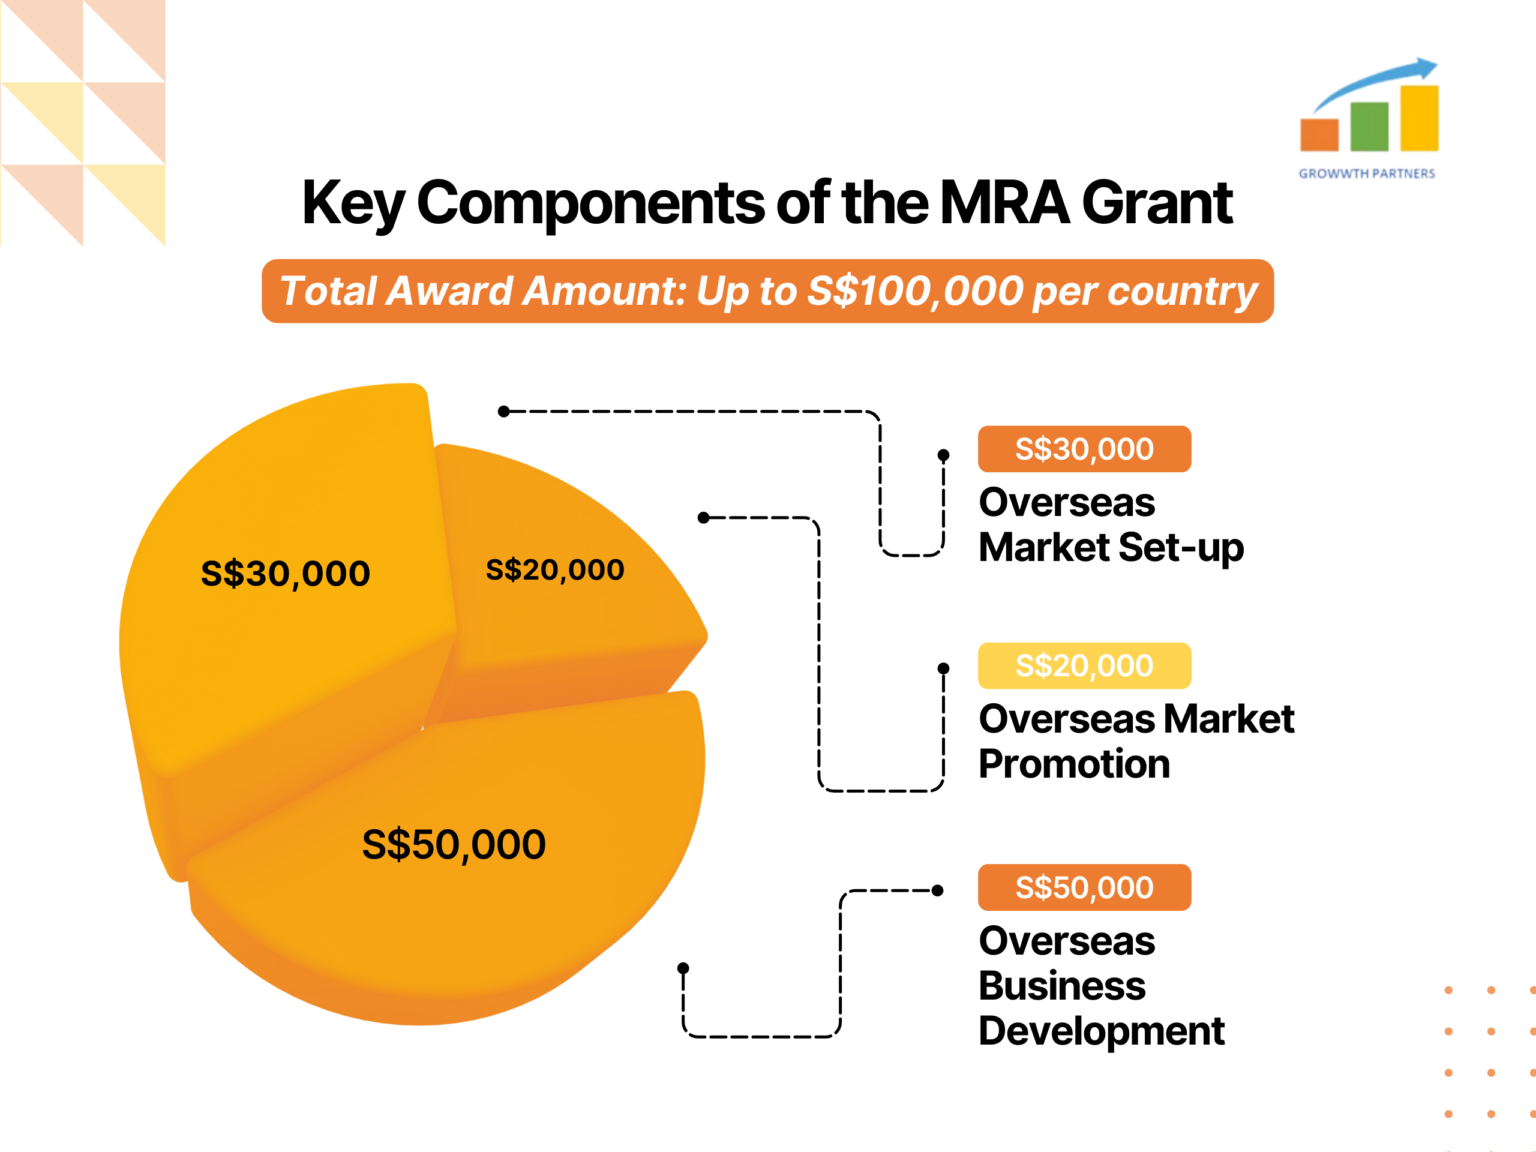 GROWWTH PARTNERS
Key Components of the MRA Grant
Total Award Amount: Up to S$100,000 per country
S$30,000
S$20,000
S$50,000
S$30,000
Overseas
Market Set-up
S$20,000
Overseas Market
Promotion
S$50,000
Overseas
Business
Development